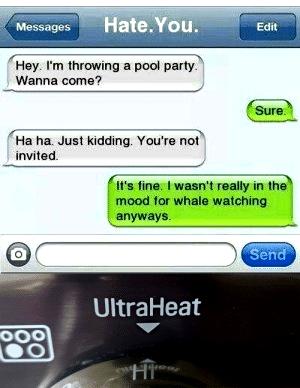 Messages
Hate.You.
Edit
Hey. I'm throwing a pool party.
Wanna come?
Sure.
Ha ha. Just kidding. You're not
invited.
It's fine. I wasn't really in the
mood for whale watching
anyways.
Send
UltraHeat
Hi